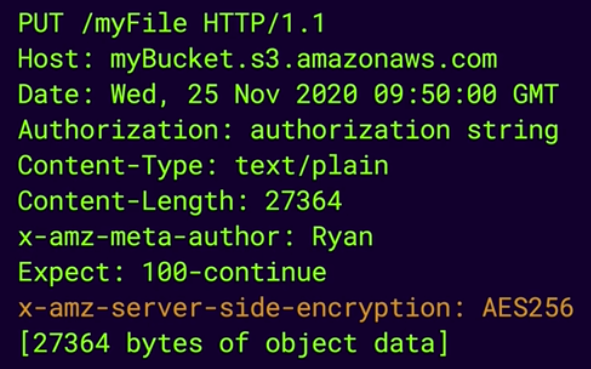 PUT /myFile HTTP/1.1
Host: myBucket.s3.amazonaws.com
Date: Wed, 25 Nov 2020 09:50:00 GMT
Authorization: authorization string
Content-Type: text/plain
Content-Length: 27364
x-amz-meta-author: Ryan
Expect: 100-continue
x-amz-server-side-encryption: AES256
[27364 bytes of object data]